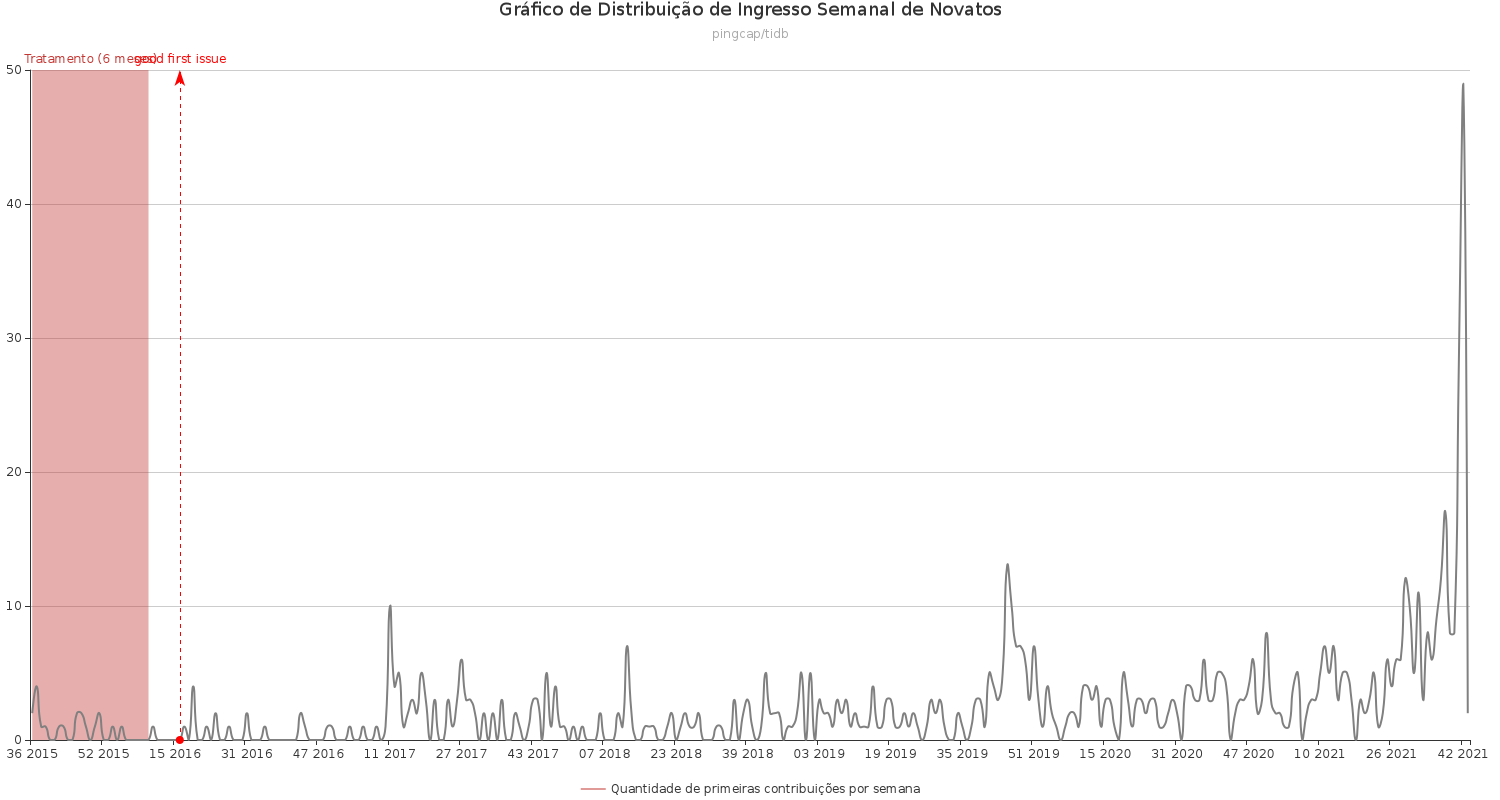 Gráfico de Distribuição de Ingresso Semanal de Novatos
pingcap/tidb
Tratamento (6 meses)
good first issue
50
40
30
20
10
0
36 2015 52 2015 15 2016 31 2016 47 2016 11 2017 27 2017 43 2017 07 2018 23 2018 39 2018 03 2019 19 2019 35 2019 51 2019 15 2020 31 2020 47 2020 10 2021 26 2021 42 2021
Quantidade de primeiras contribuições por semana